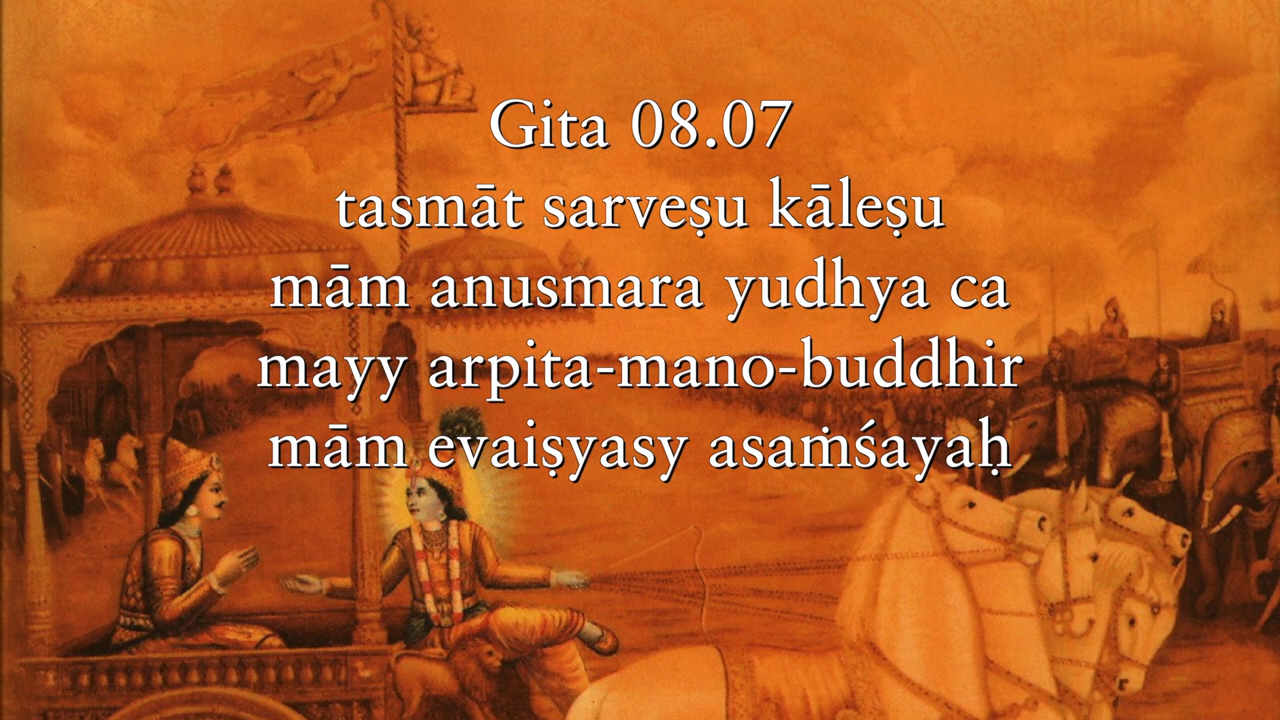 Gita 08.07
tasmāt sarveṣu kāleṣu
mām anusmara yudhya ca
mayy arpita-mano-buddhir
mām evaiṣyasy asaṁśayaḥ